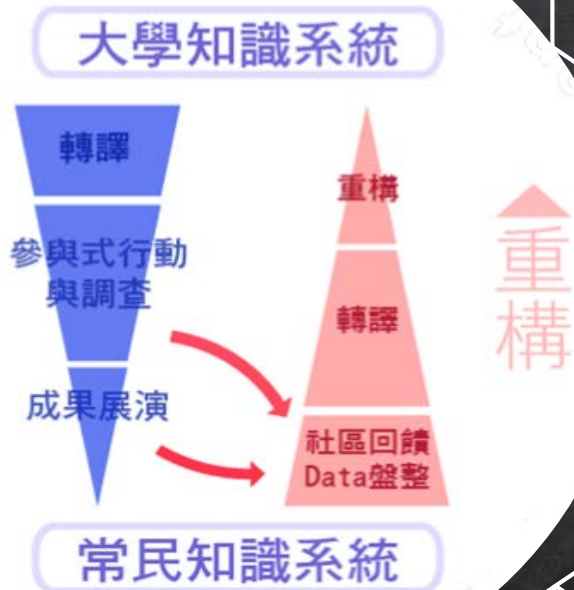 大學知識系統
轉譯
參與式行動
與調查
成果展演
重構
轉譯
社區回饋
Data盤整
重構
常民知識系統